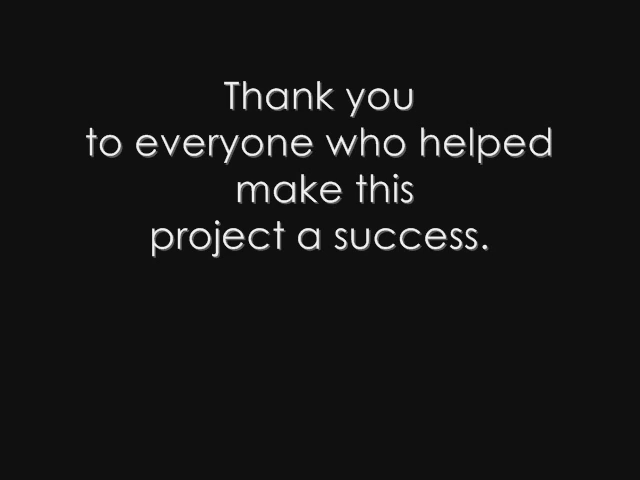 Thank you
to everyone who helped
make this
project a success.